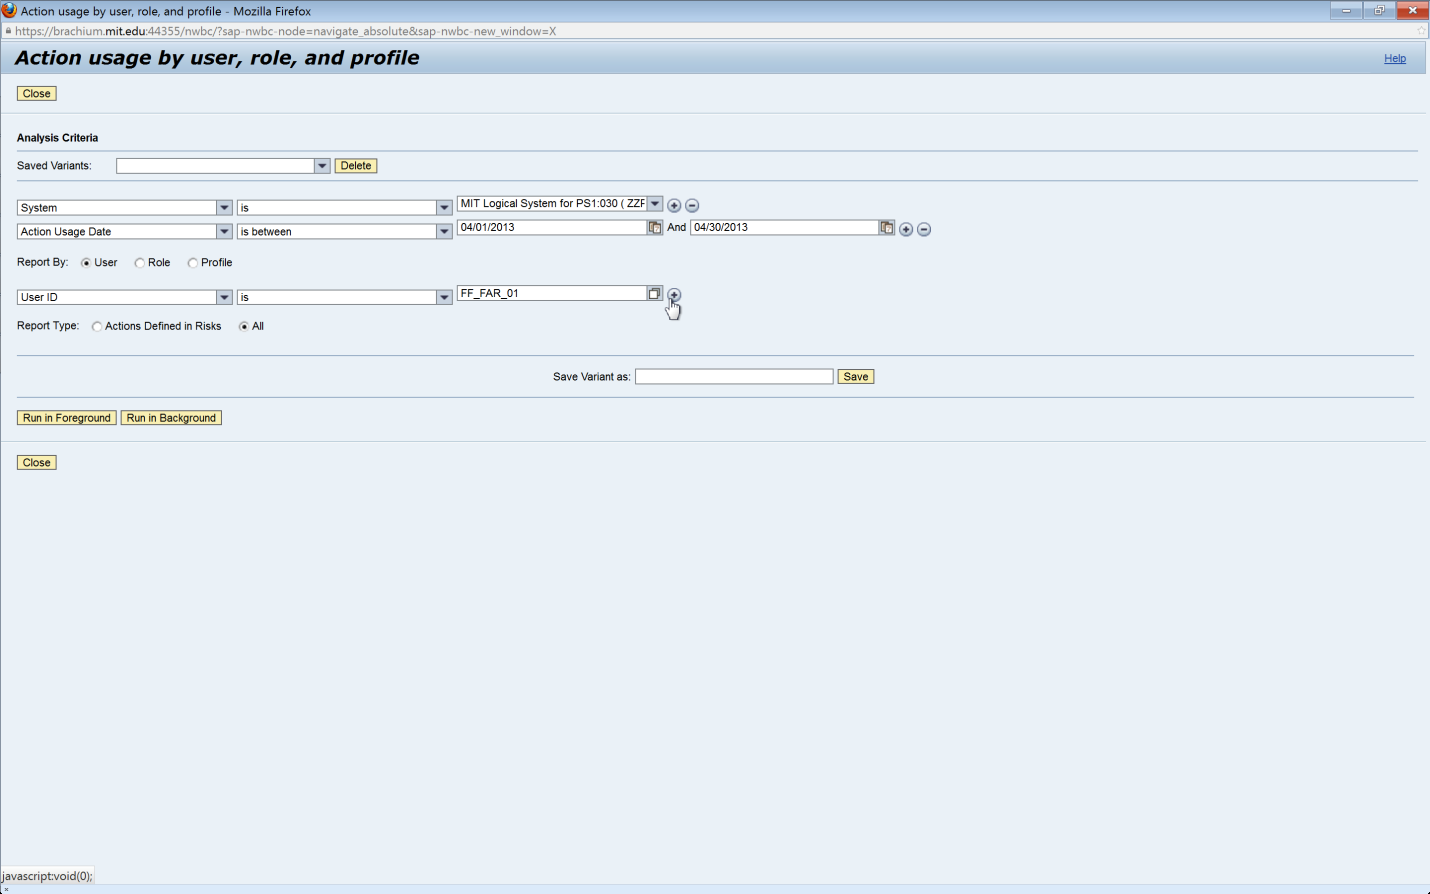 Action usage by user, role, and profile - Mozilla Firefox
https://brachium.mit.edu:44355/nwbc/?sap-nwbc-node=navigate_absolute&sap-nwbc-new_window=X
Action usage by user, role, and profile Help
Close
Analysis Criteria
Saved Variants: Delete
System is MIT Logical System for PS1:030 ( ZZF
Action Usage Date is between 04/01/2013 And 04/30/2013
Report By: User Role Profile
User ID is FF_FAR_01
Report Type: Actions Defined in Risks All
Save Variant as: Save
Run in Foreground Run in Background
Close
javascript:void(0);